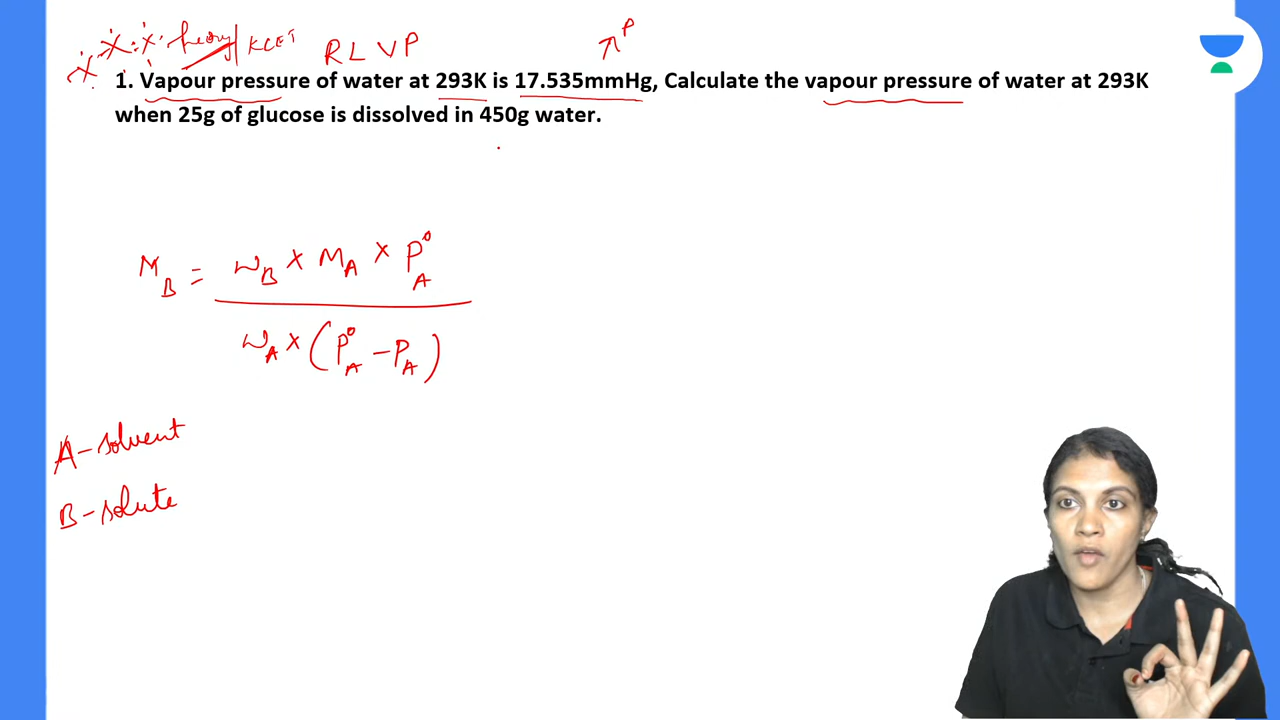 theory/KCET RLVP P
1. Vapour pressure of water at 293K is 17.535mmHg, Calculate the vapour pressure of water at 293K
when 25g of glucose is dissolved in 450g water.
M_B = w_B × M_A × P°_A
w_A × (P°_A − P_A)
A-solvent
B-solute